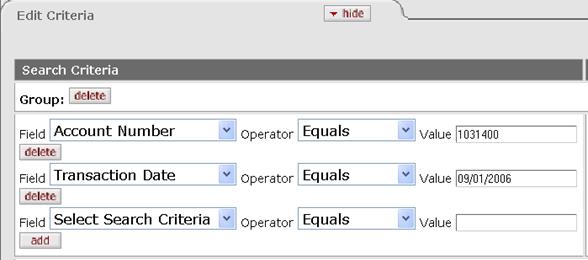 Edit Criteria hide
Search Criteria
Group: delete
Field Account Number Operator Equals Value 1031400
delete
Field Transaction Date Operator Equals Value 09/01/2006
delete
Field Select Search Criteria Operator Equals Value
add